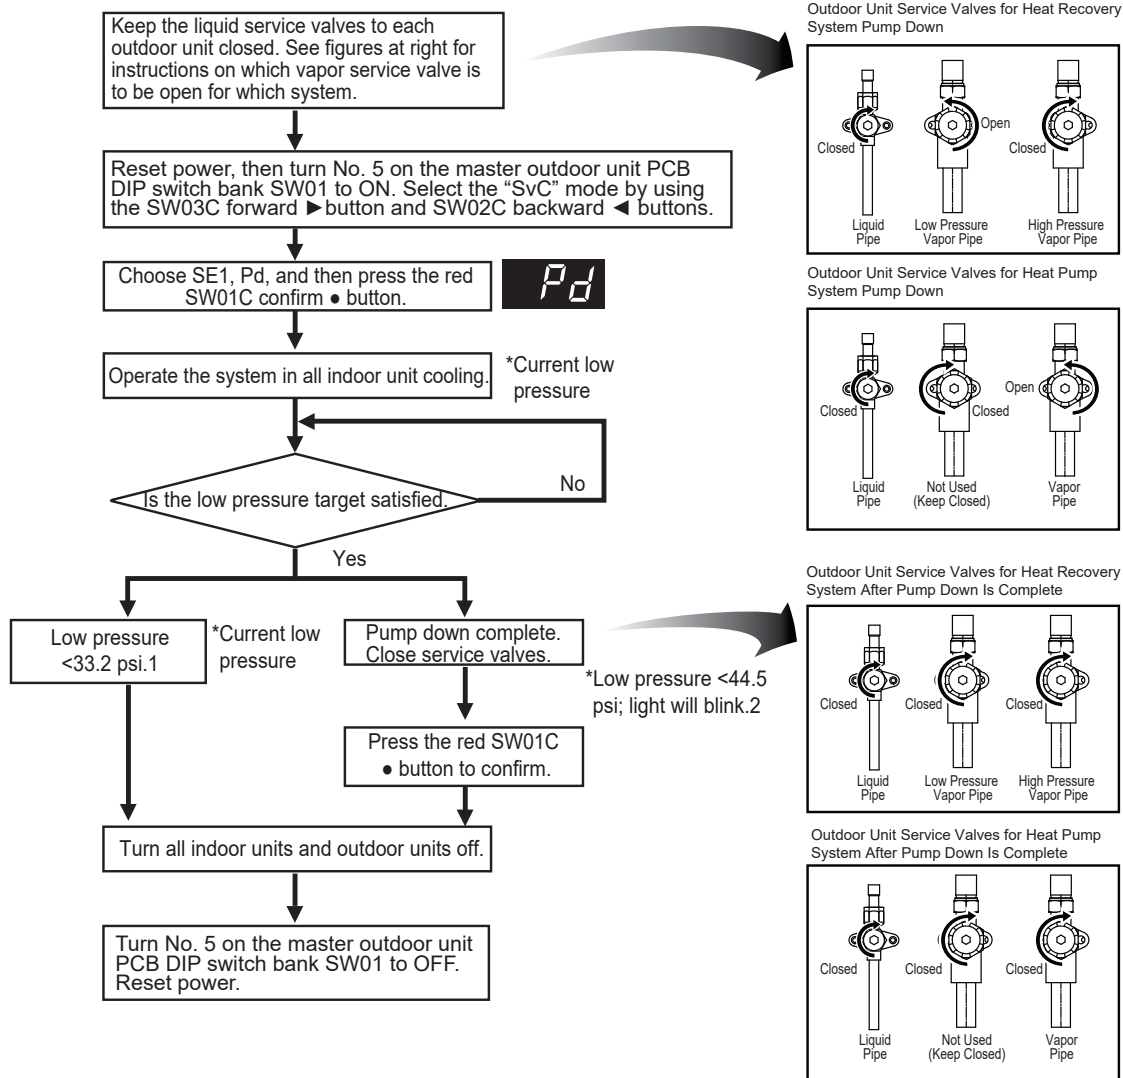 Keep the liquid service valves to each
outdoor unit closed. See figures at right for
instructions on which vapor service valve is
to be open for which system.
Reset power, then turn No. 5 on the master outdoor unit PCB
DIP switch bank SW01 to ON. Select the “SvC” mode by using
the SW03C forward ► button and SW02C backward ◄ buttons.
Choose SE1, Pd, and then press the red
SW01C confirm ● button.
Pd
Operate the system in all indoor unit cooling.
*Current low
pressure
Is the low pressure target satisfied.
No
Yes
Low pressure
<33.2 psi.1
*Current low
pressure
Pump down complete.
Close service valves.
*Low pressure <44.5
psi; light will blink.2
Press the red SW01C
● button to confirm.
Turn all indoor units and outdoor units off.
Turn No. 5 on the master outdoor unit
PCB DIP switch bank SW01 to OFF.
Reset power.
Outdoor Unit Service Valves for Heat Recovery
System Pump Down
Closed
Open
Closed
Liquid
Pipe
Low Pressure
Vapor Pipe
High Pressure
Vapor Pipe
Outdoor Unit Service Valves for Heat Pump
System Pump Down
Closed
Closed
Open
Liquid
Pipe
Not Used
(Keep Closed)
Vapor
Pipe
Outdoor Unit Service Valves for Heat Recovery
System After Pump Down Is Complete
Closed
Closed
Closed
Liquid
Pipe
Low Pressure
Vapor Pipe
High Pressure
Vapor Pipe
Outdoor Unit Service Valves for Heat Pump
System After Pump Down Is Complete
Closed
Closed
Closed
Liquid
Pipe
Not Used
(Keep Closed)
Vapor
Pipe